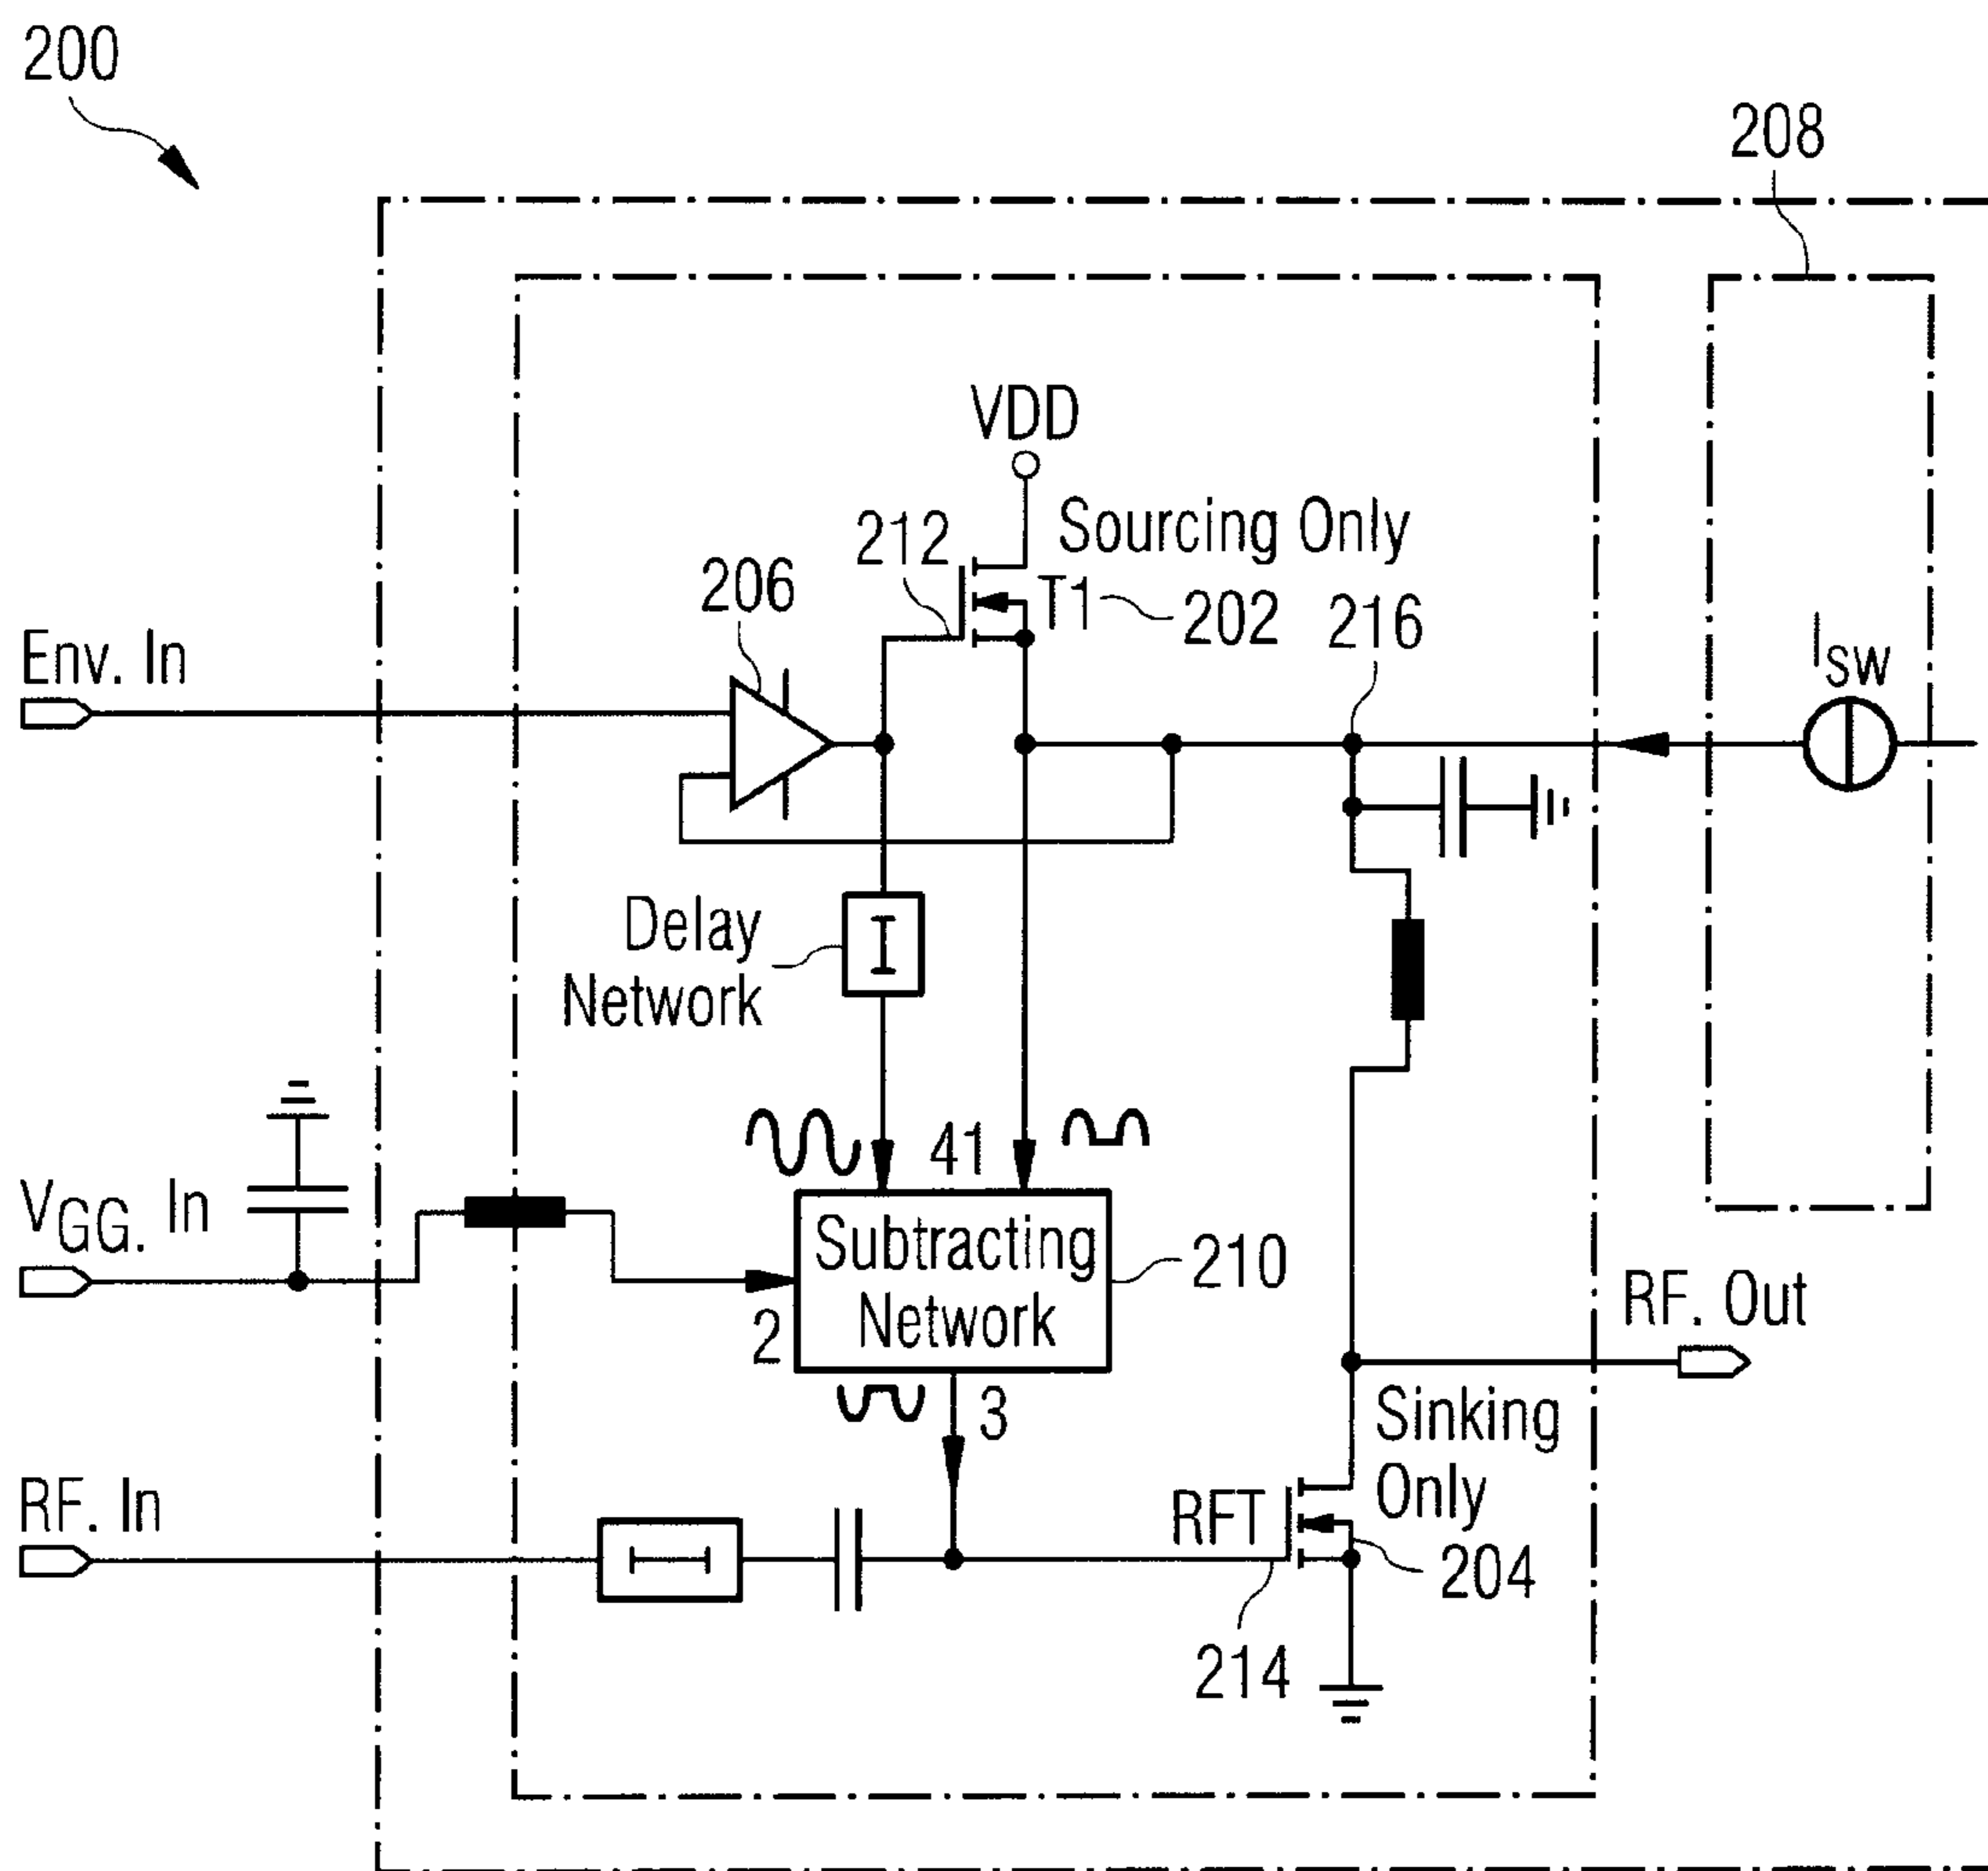 200
208
VDD
212
Sourcing Only
206
T1
202
216
Env. In
ISW
Delay
Network
41
VGG. In
Subtracting
Network
210
2
3
RF. Out
Sinking
Only
RF. In
RFT
204
214